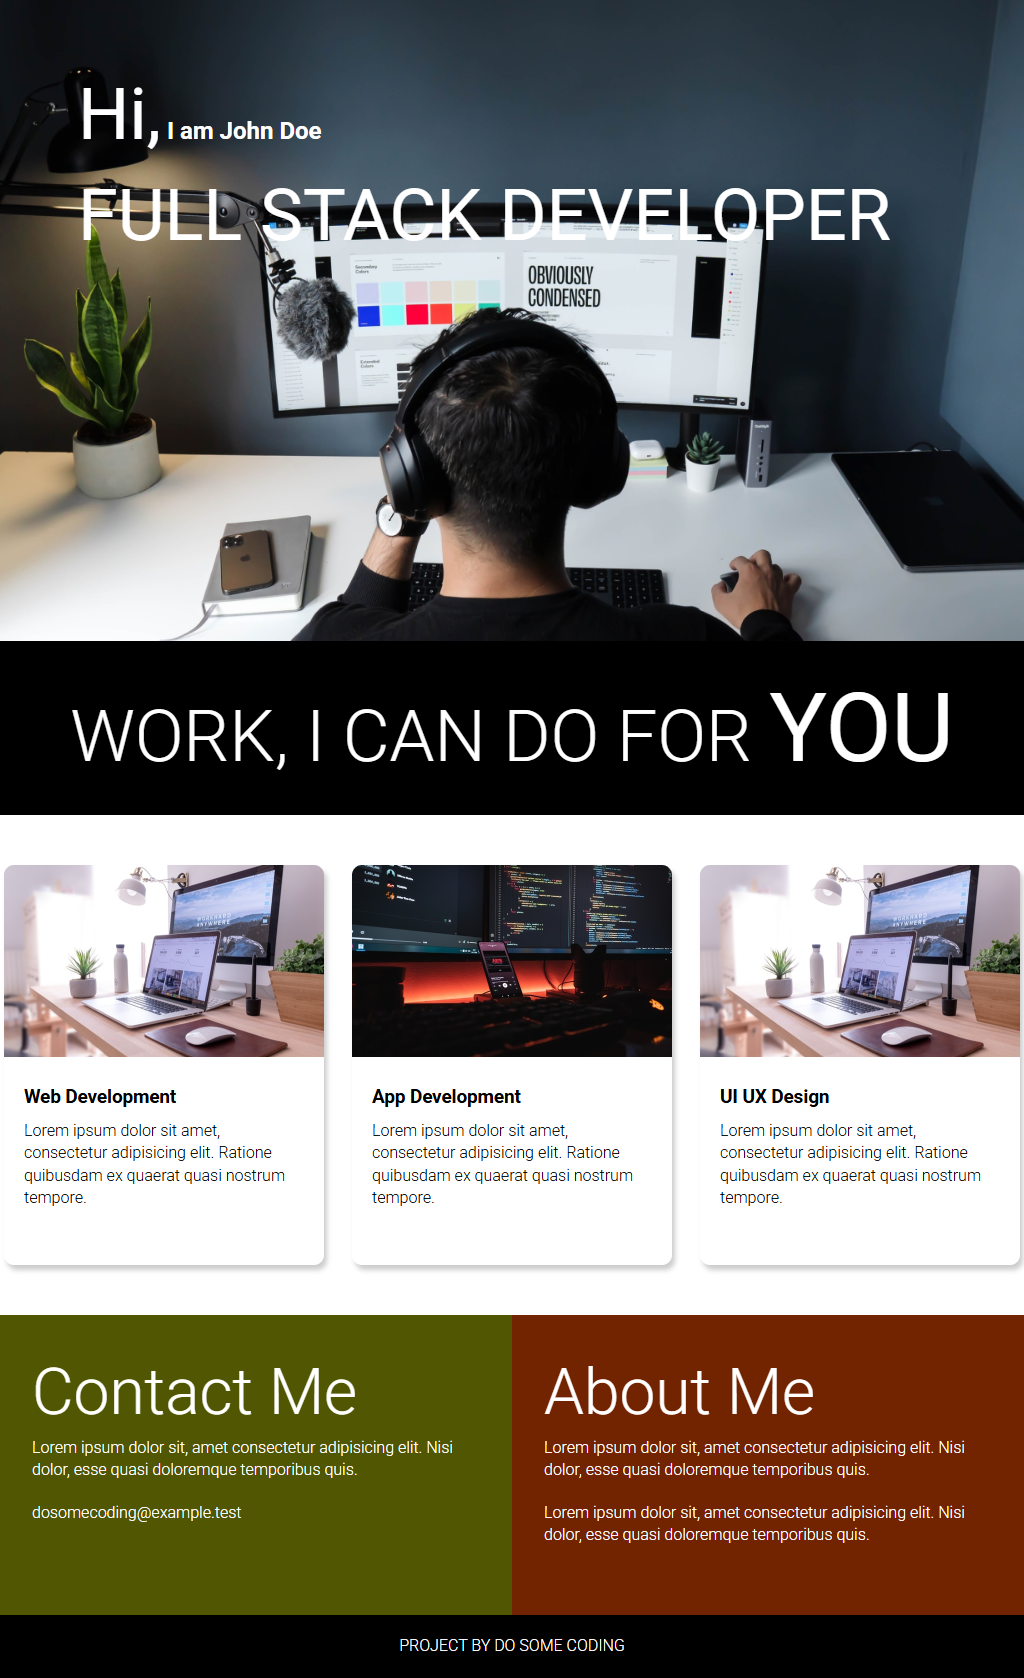 Hi, I am John Doe
FULL STACK DEVELOPER
Secondary
Colors
OBVIOUSLY
CONDENSED
Extended
Colors
WORK, I CAN DO FOR YOU
Web Development
Lorem ipsum dolor sit amet,
consectetur adipisicing elit. Ratione
quibusdam ex quaerat quasi nostrum
tempore.
App Development
Lorem ipsum dolor sit amet,
consectetur adipisicing elit. Ratione
quibusdam ex quaerat quasi nostrum
tempore.
UI UX Design
Lorem ipsum dolor sit amet,
consectetur adipisicing elit. Ratione
quibusdam ex quaerat quasi nostrum
tempore.
Contact Me
Lorem ipsum dolor sit, amet consectetur adipisicing elit. Nisi
dolor, esse quasi doloremque temporibus quis.
dosomecoding@example.test
About Me
Lorem ipsum dolor sit, amet consectetur adipisicing elit. Nisi
dolor, esse quasi doloremque temporibus quis.
Lorem ipsum dolor sit, amet consectetur adipisicing elit. Nisi
dolor, esse quasi doloremque temporibus quis.
PROJECT BY DO SOME CODING